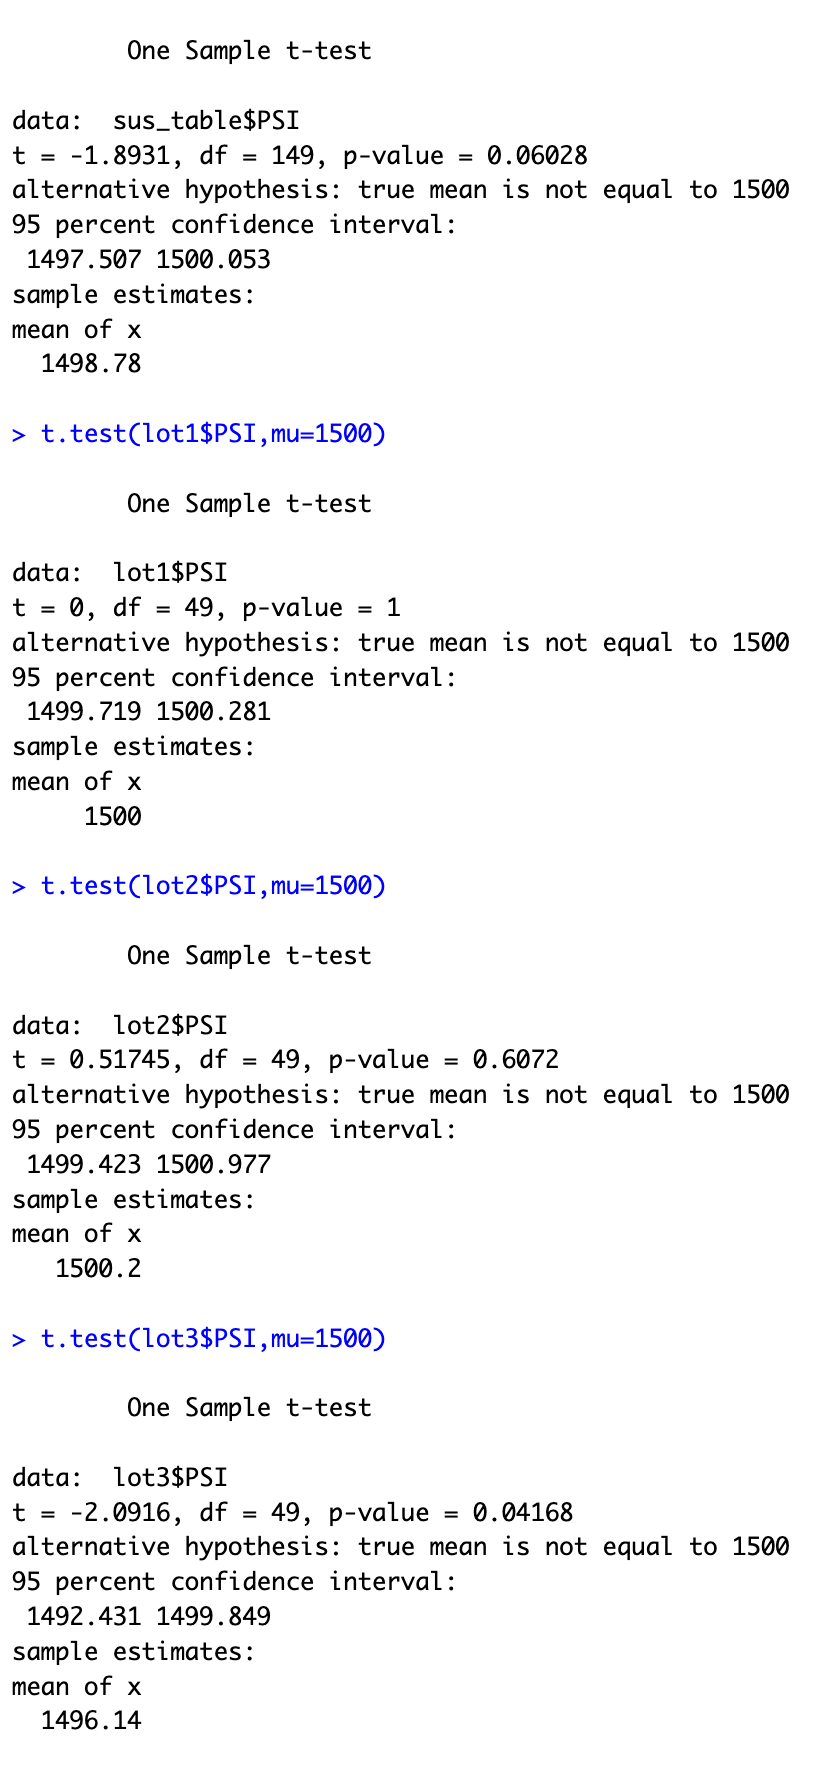 One Sample t-test
data:  sus_table$PSI
t = -1.8931, df = 149, p-value = 0.06028
alternative hypothesis: true mean is not equal to 1500
95 percent confidence interval:
 1497.507 1500.053
sample estimates:
mean of x
  1498.78
> t.test(lot1$PSI,mu=1500)
One Sample t-test
data:  lot1$PSI
t = 0, df = 49, p-value = 1
alternative hypothesis: true mean is not equal to 1500
95 percent confidence interval:
 1499.719 1500.281
sample estimates:
mean of x
     1500
> t.test(lot2$PSI,mu=1500)
One Sample t-test
data:  lot2$PSI
t = 0.51745, df = 49, p-value = 0.6072
alternative hypothesis: true mean is not equal to 1500
95 percent confidence interval:
 1499.423 1500.977
sample estimates:
mean of x
   1500.2
> t.test(lot3$PSI,mu=1500)
One Sample t-test
data:  lot3$PSI
t = -2.0916, df = 49, p-value = 0.04168
alternative hypothesis: true mean is not equal to 1500
95 percent confidence interval:
 1492.431 1499.849
sample estimates:
mean of x
  1496.14